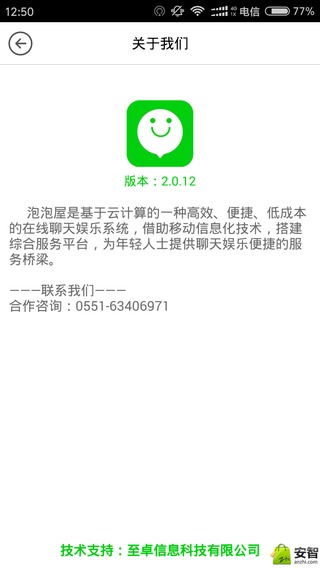 12:50
4G
1X
电信
77%
关于我们
版本：2.0.12
泡泡屋是基于云计算的一种高效、便捷、低成本
的在线聊天娱乐系统，借助移动信息化技术，搭建
综合服务平台，为年轻人士提供聊天娱乐便捷的服
务桥梁。
———联系我们———
合作咨询：0551-63406971
技术支持：至卓信息科技有限公司
安智
anzhi.com